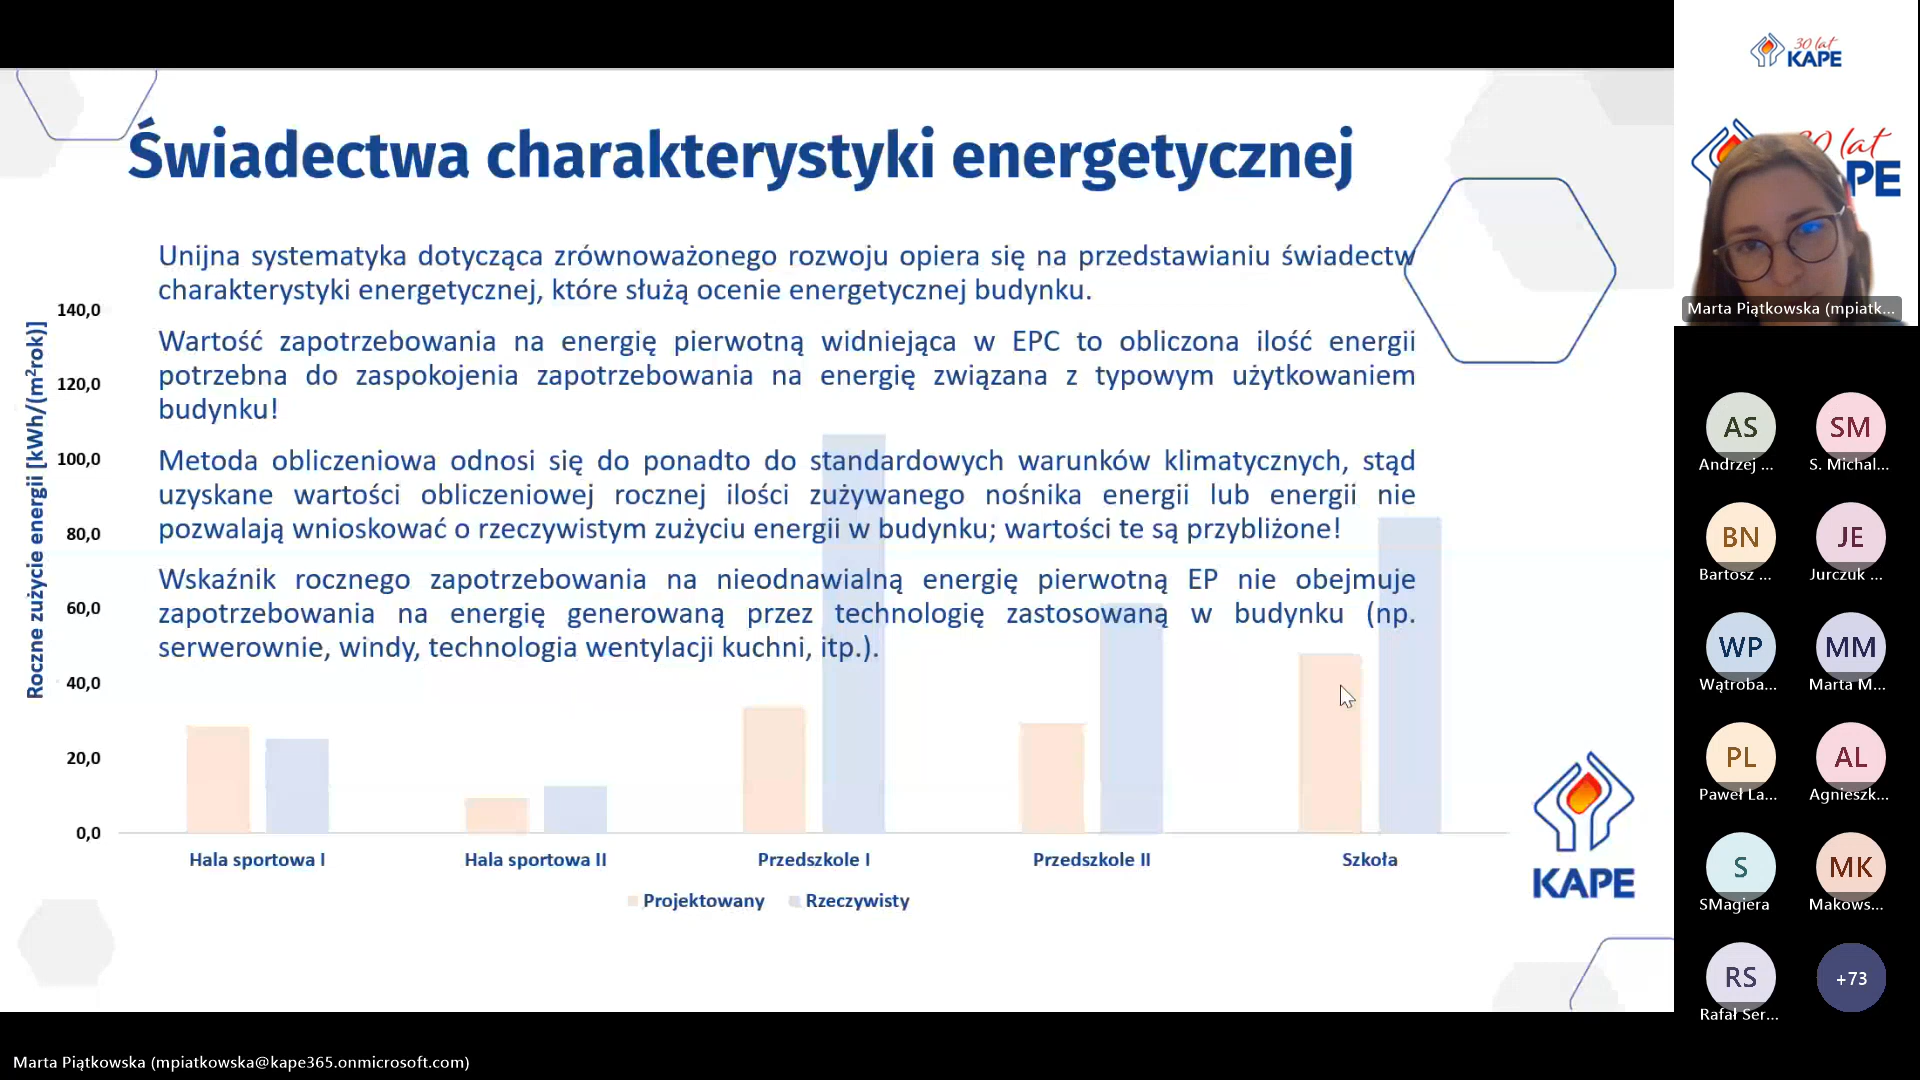 Świadectwa charakterystyki energetycznej
Unijna systematyka dotycząca zrównoważonego rozwoju opiera się na przedstawianiu świadectw
charakterystyki energetycznej, które służą ocenie energetycznej budynku.
Wartość zapotrzebowania na energię pierwotną widniejąca w EPC to obliczona ilość energii
potrzebna do zaspokojenia zapotrzebowania na energię związana z typowym użytkowaniem
budynku!
Metoda obliczeniowa odnosi się do ponadto do standardowych warunków klimatycznych, stąd
uzyskane wartości obliczeniowej rocznej ilości zużywanego nośnika energii lub energii nie
pozwalają wnioskować o rzeczywistym zużyciu energii w budynku; wartości te są przybliżone!
Wskaźnik rocznego zapotrzebowania na nieodnawialną energię pierwotną EP nie obejmuje
zapotrzebowania na energię generowaną przez technologię zastosowaną w budynku (np.
serwerownie, windy, technologia wentylacji kuchni, itp.).
Roczne zużycie energii [kWh/(m²rok)]
140,0
120,0
100,0
80,0
60,0
40,0
20,0
0,0
Hala sportowa I
Hala sportowa II
Przedszkole I
Przedszkole II
Szkoła
Projektowany
Rzeczywisty
KAPE
30 lat
KAPE
lat
PE
Marta Piątkowska (mpiatk...
AS
Andrzej ...
SM
S. Michal...
BN
Bartosz ...
JE
Jurczuk ...
WP
Wątroba...
MM
Marta M...
PL
Paweł La...
AL
Agnieszk...
S
SMagiera
MK
Makows...
RS
Rafał Ser...
+73
Marta Piątkowska (mpiatkowska@kape365.onmicrosoft.com)